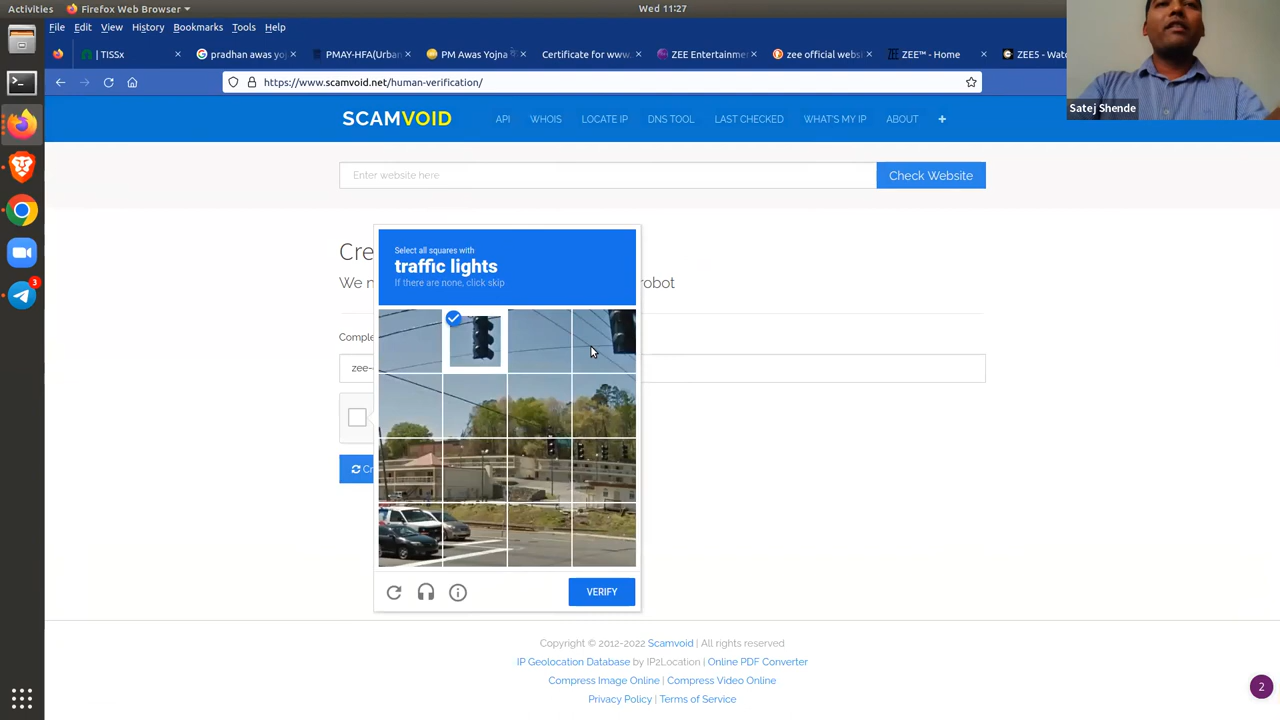 Activities Firefox Web Browser Wed 11:27
File Edit View History Bookmarks Tools Help
TISSx pradhan awas yoj PMAY-HFA(Urban PM Awas Yojna Certificate for www. ZEE Entertainme zee official webs ZEE™ - Home ZEE5 - Wat
https://www.scamvoid.net/human-verification/
SCAMVOID API WHOIS LOCATE IP DNS TOOL LAST CHECKED WHAT'S MY IP ABOUT +
Satej Shende
Enter website here Check Website
Select all squares with
traffic lights
If there are none, click skip
Cre
We n robot
Comple
zee-
Cr
VERIFY
Copyright © 2012-2022 Scamvoid | All rights reserved
IP Geolocation Database by IP2Location | Online PDF Converter
Compress Image Online | Compress Video Online
Privacy Policy | Terms of Service
3
2